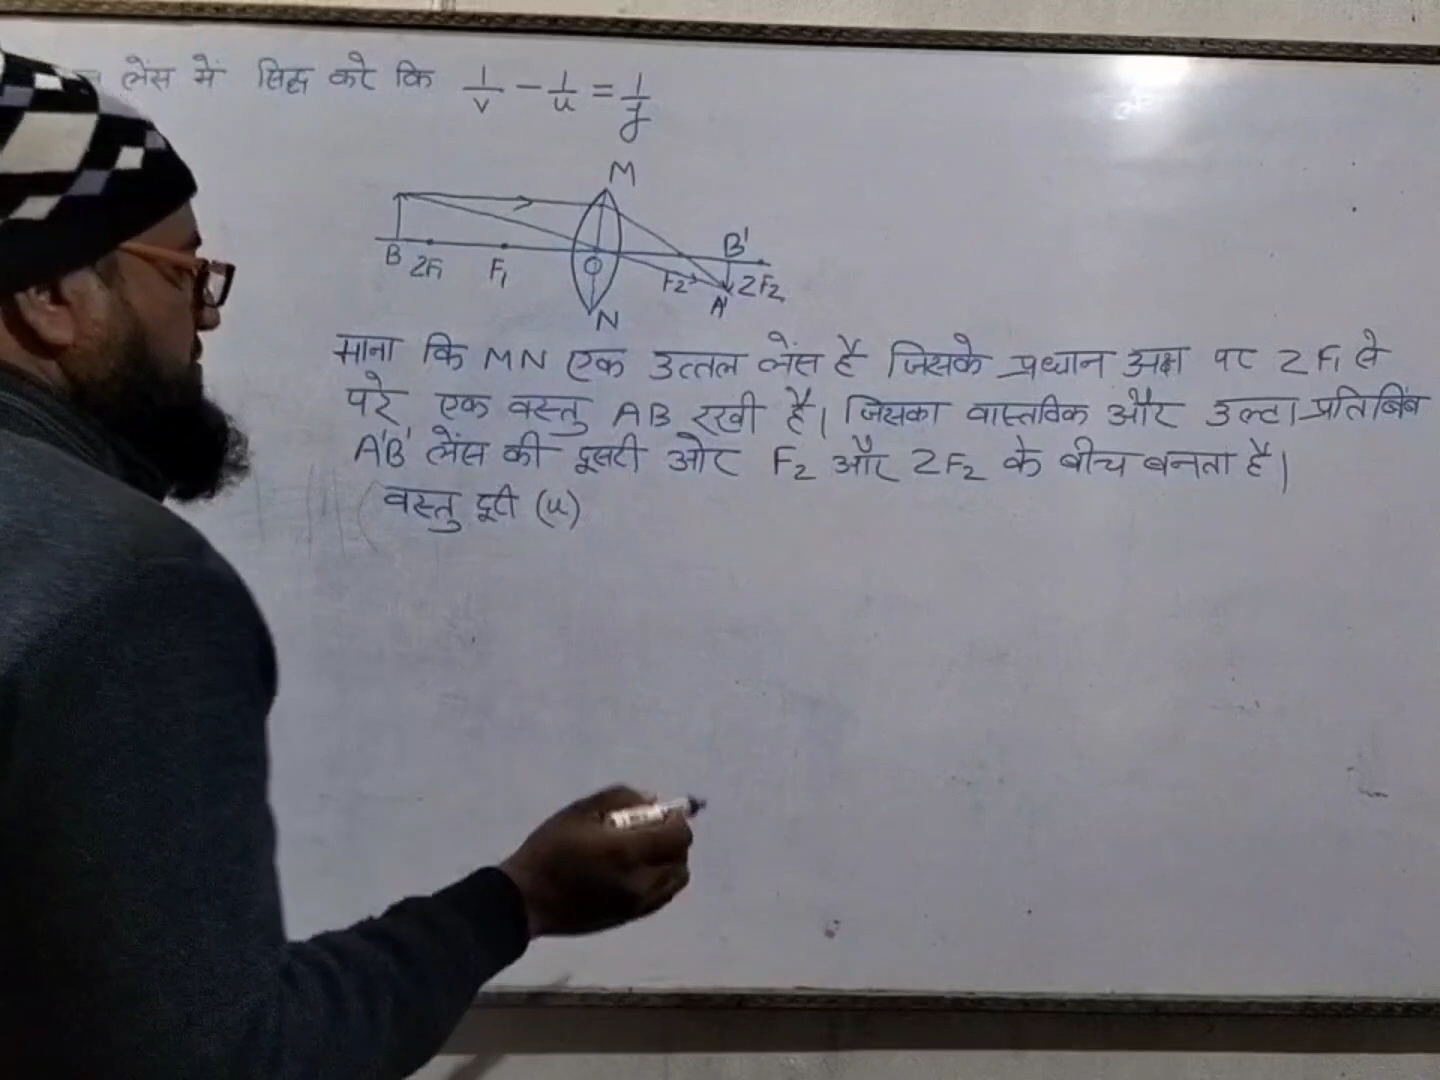 लेंस में सिद्ध करे कि 1/v - 1/u = 1/f
M
B 2F₁ F₁ O F₂ A' B' 2F₂
N
माना कि MN एक उत्तल लेंस है जिसके प्रधान अक्ष पर 2F₁ से
परे एक वस्तु AB रखी है। जिसका वास्तविक और उल्टा प्रतिबिंब
A'B' लेंस की दूसरी ओर F₂ और 2F₂ के बीच बनता है।
वस्तु दूरी (u)